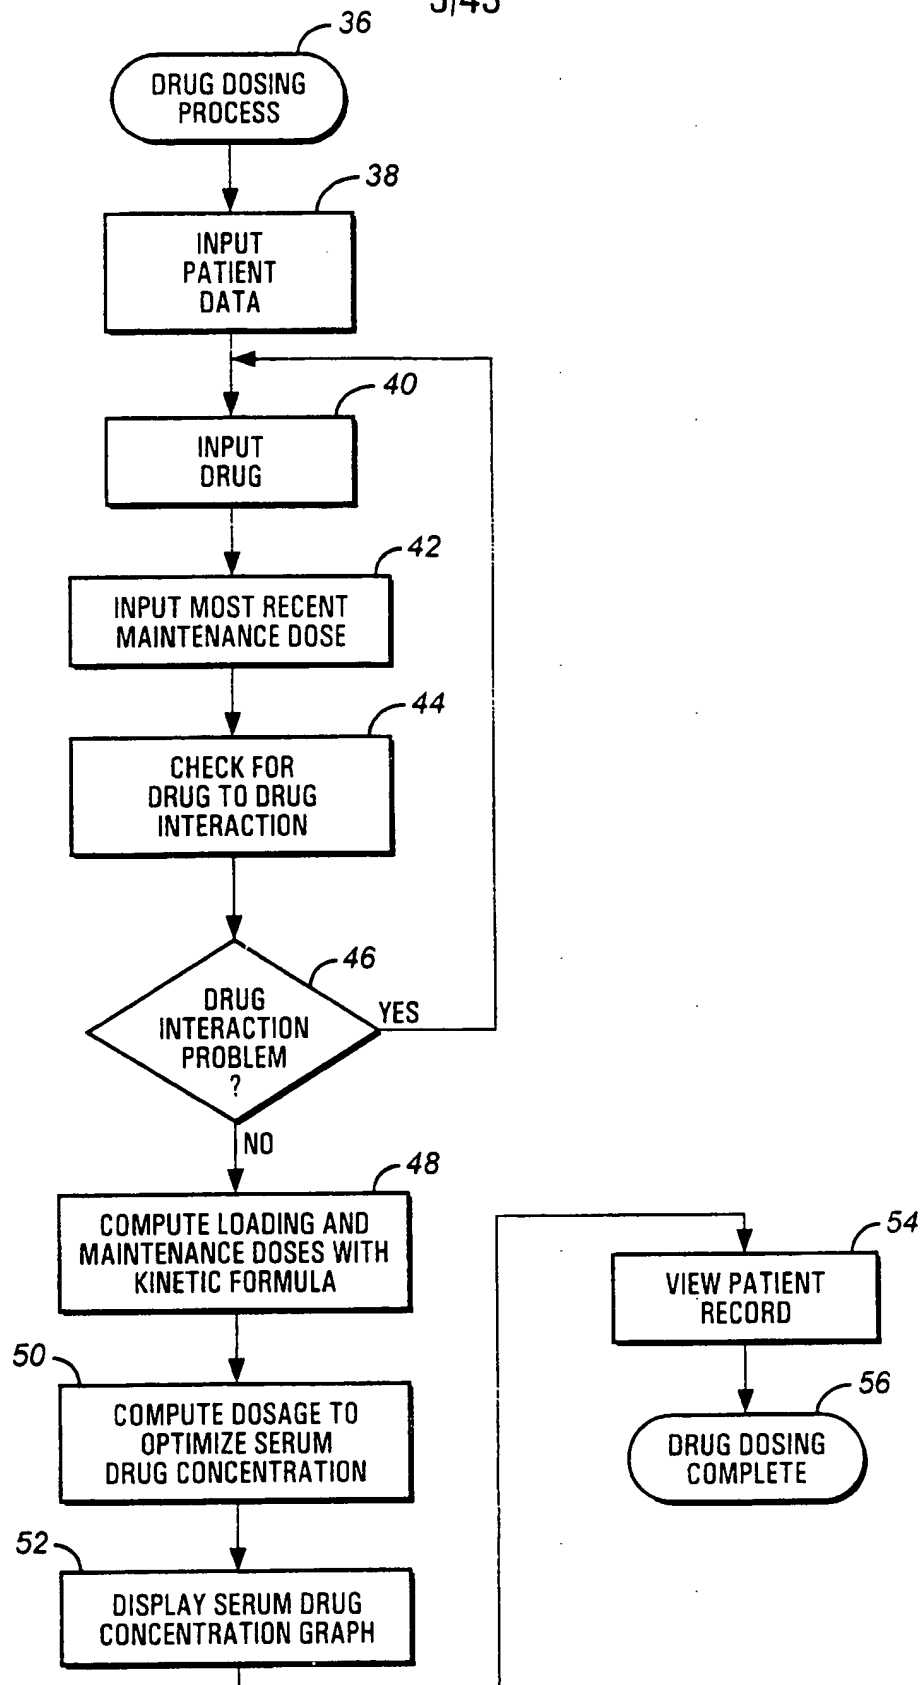 3/43
36
DRUG DOSING
PROCESS
38
INPUT
PATIENT
DATA
40
INPUT
DRUG
42
INPUT MOST RECENT
MAINTENANCE DOSE
44
CHECK FOR
DRUG TO DRUG
INTERACTION
46
DRUG
INTERACTION
PROBLEM
?
YES
NO
48
COMPUTE LOADING AND
MAINTENANCE DOSES WITH
KINETIC FORMULA
50
COMPUTE DOSAGE TO
OPTIMIZE SERUM
DRUG CONCENTRATION
52
DISPLAY SERUM DRUG
CONCENTRATION GRAPH
54
VIEW PATIENT
RECORD
56
DRUG DOSING
COMPLETE